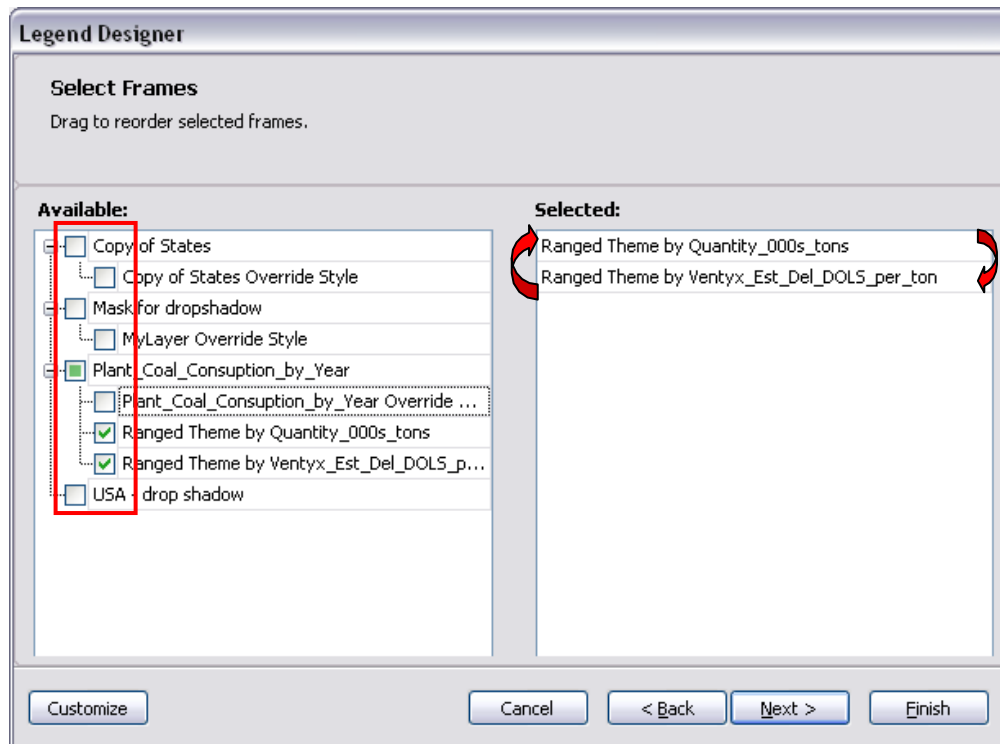 Legend Designer
Select Frames
Drag to reorder selected frames.
Available:
Copy of States
Copy of States Override Style
Mask for dropshadow
MyLayer Override Style
Plant_Coal_Consuption_by_Year
Plant_Coal_Consuption_by_Year Override ...
Ranged Theme by Quantity_000s_tons
Ranged Theme by Ventyx_Est_Del_DOLS_p...
USA - drop shadow
Selected:
Ranged Theme by Quantity_000s_tons
Ranged Theme by Ventyx_Est_Del_DOLS_per_ton
Customize
Cancel
< Back
Next >
Finish